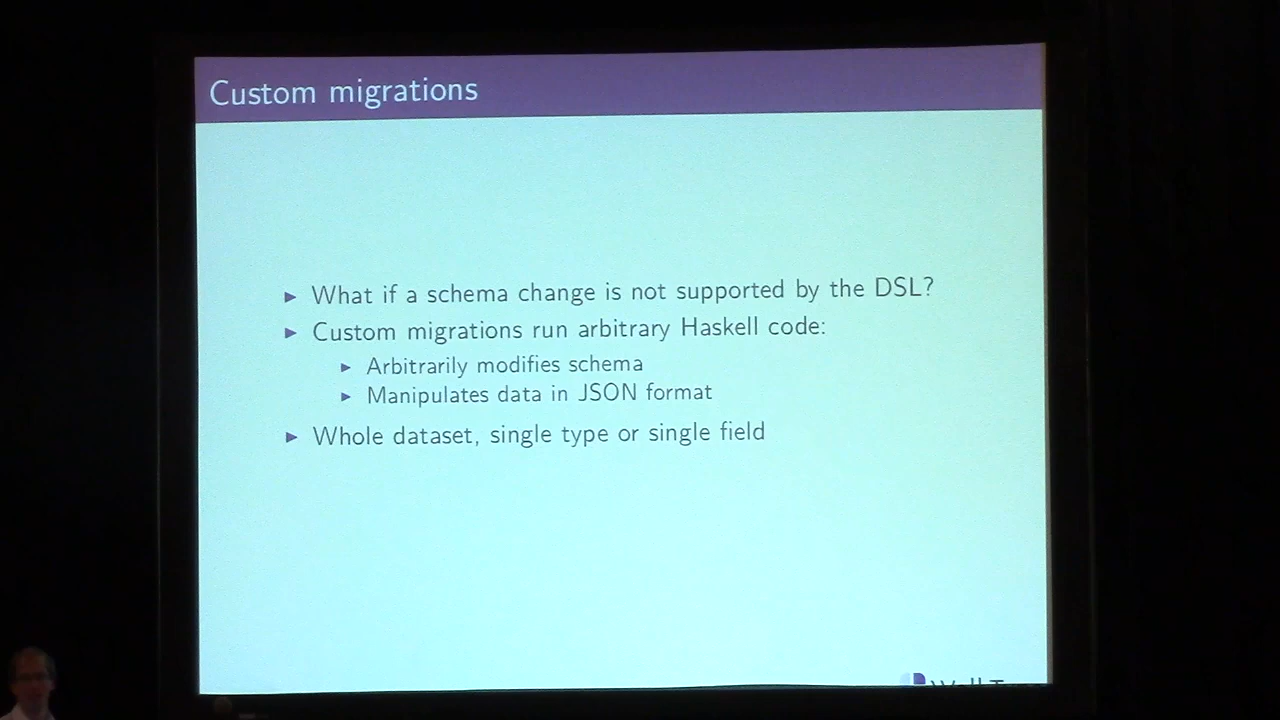 Custom migrations
▶ What if a schema change is not supported by the DSL?
▶ Custom migrations run arbitrary Haskell code:
▶ Arbitrarily modifies schema
▶ Manipulates data in JSON format
▶ Whole dataset, single type or single field